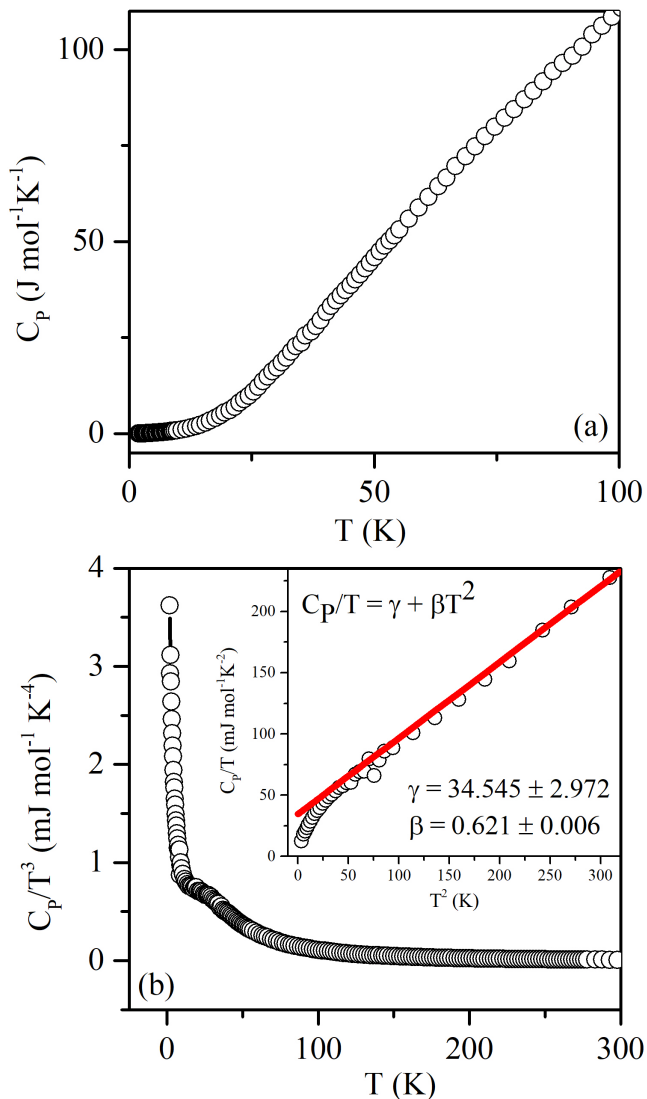 100
50
0
C_P (J mol^-1K^-1)
(a)
0 50 100
T (K)
4
3
2
1
0
C_P/T^3 (mJ mol^-1 K^-4)
200
150
100
50
0
C_P/T (mJ mol^-1K^-2)
C_P/T = γ + βT^2
γ = 34.545 ± 2.972
β = 0.621 ± 0.006
0 50 100 150 200 250 300
T^2 (K)
(b)
0 100 200 300
T (K)